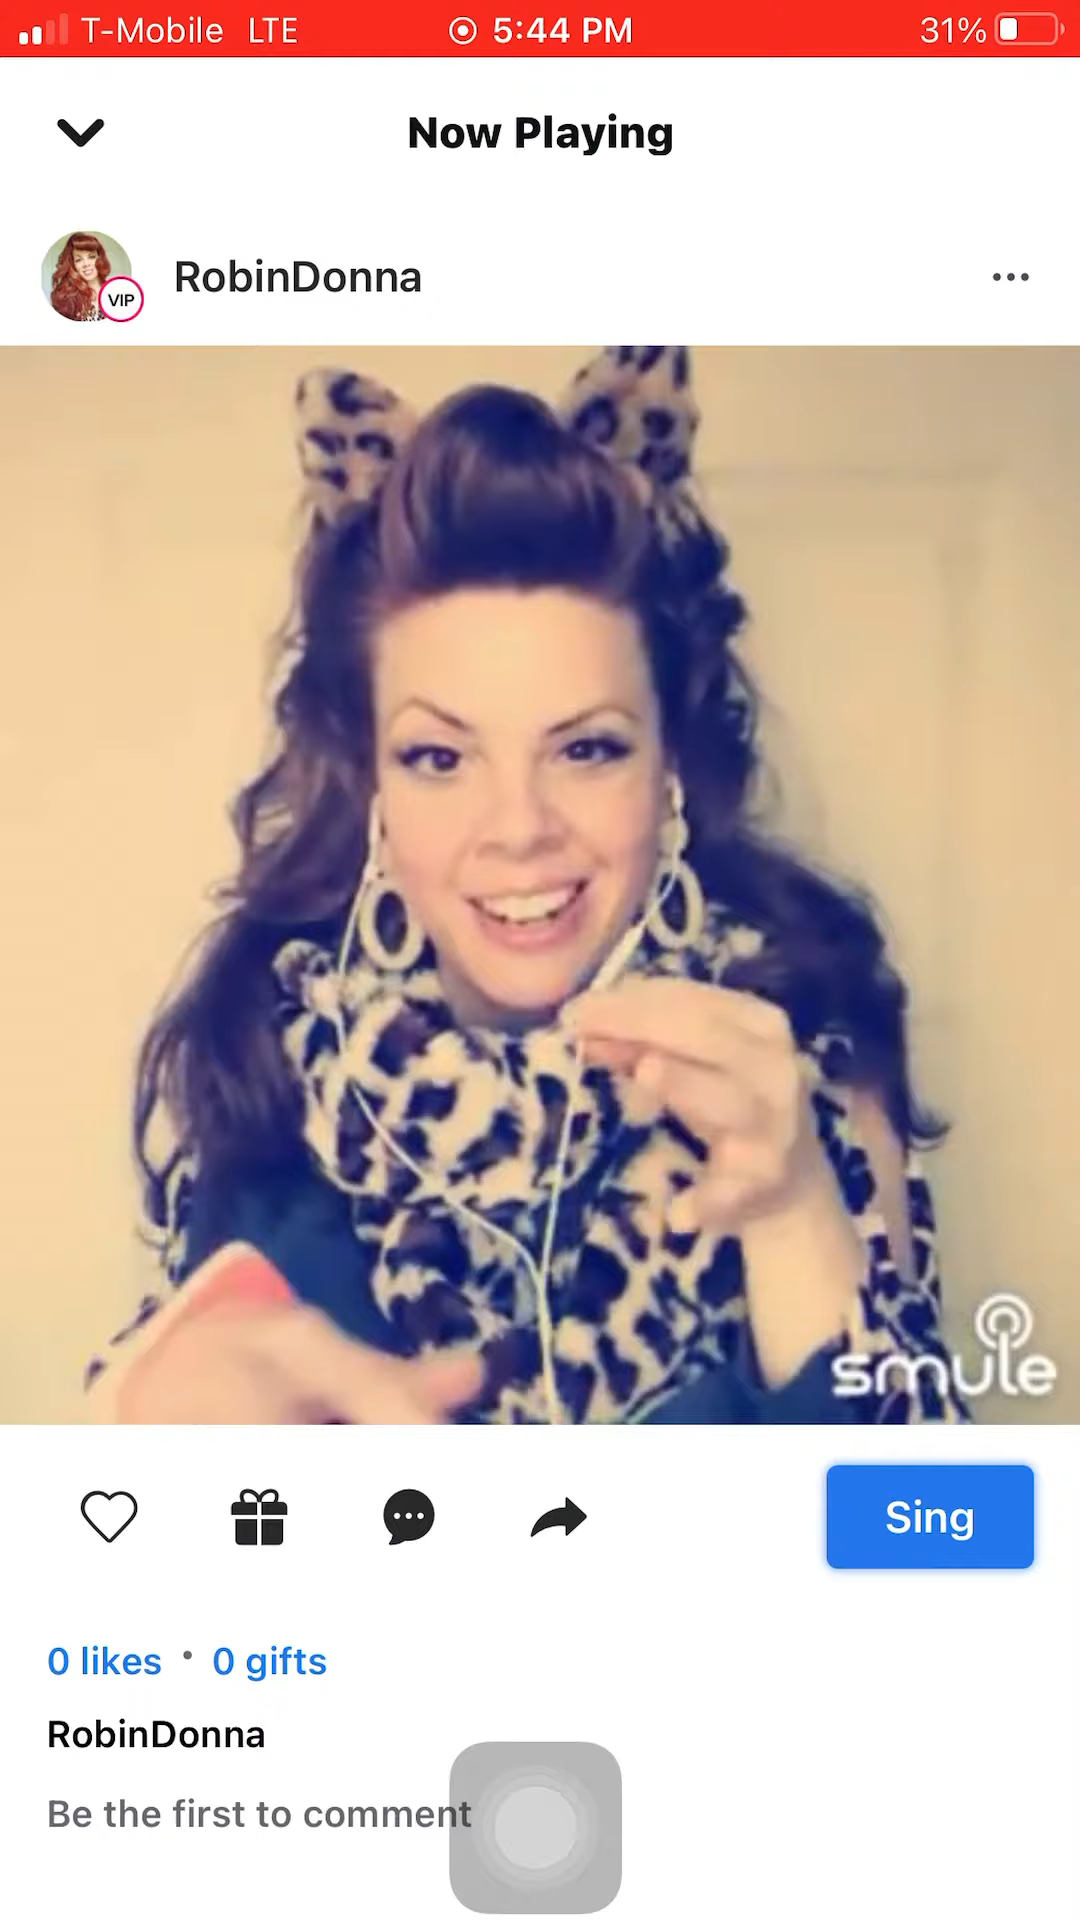 T-Mobile LTE 5:44 PM 31%
Now Playing
VIP
RobinDonna
smule
Sing
0 likes · 0 gifts
RobinDonna
Be the first to comment